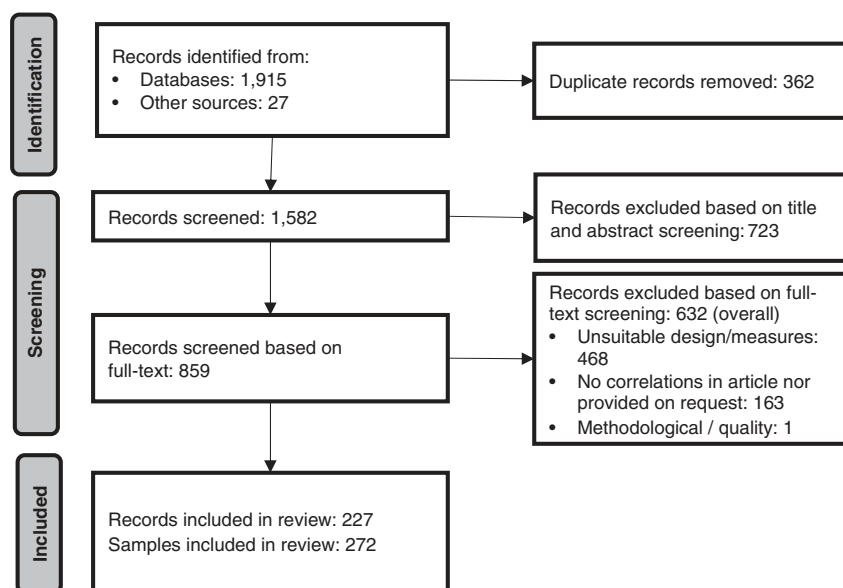 Identification
Records identified from:
• Databases: 1,915
• Other sources: 27
Duplicate records removed: 362
Screening
Records screened: 1,582
Records excluded based on title
and abstract screening: 723
Records screened based on
full-text: 859
Records excluded based on full-
text screening: 632 (overall)
• Unsuitable design/measures:
468
• No correlations in article nor
provided on request: 163
• Methodological / quality: 1
Included
Records included in review: 227
Samples included in review: 272